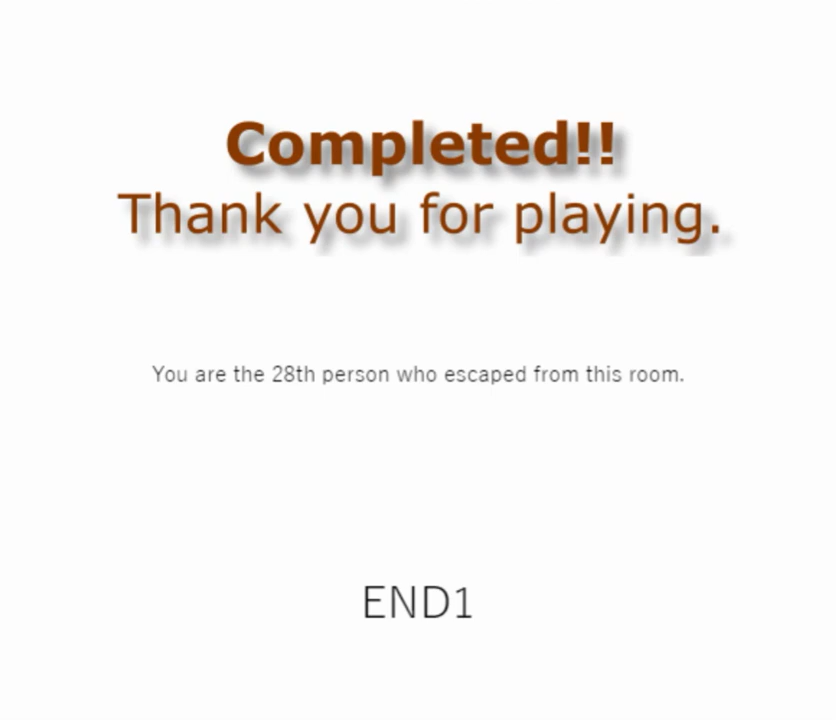 Completed!!
Thank you for playing.
You are the 28th person who escaped from this room.
END1